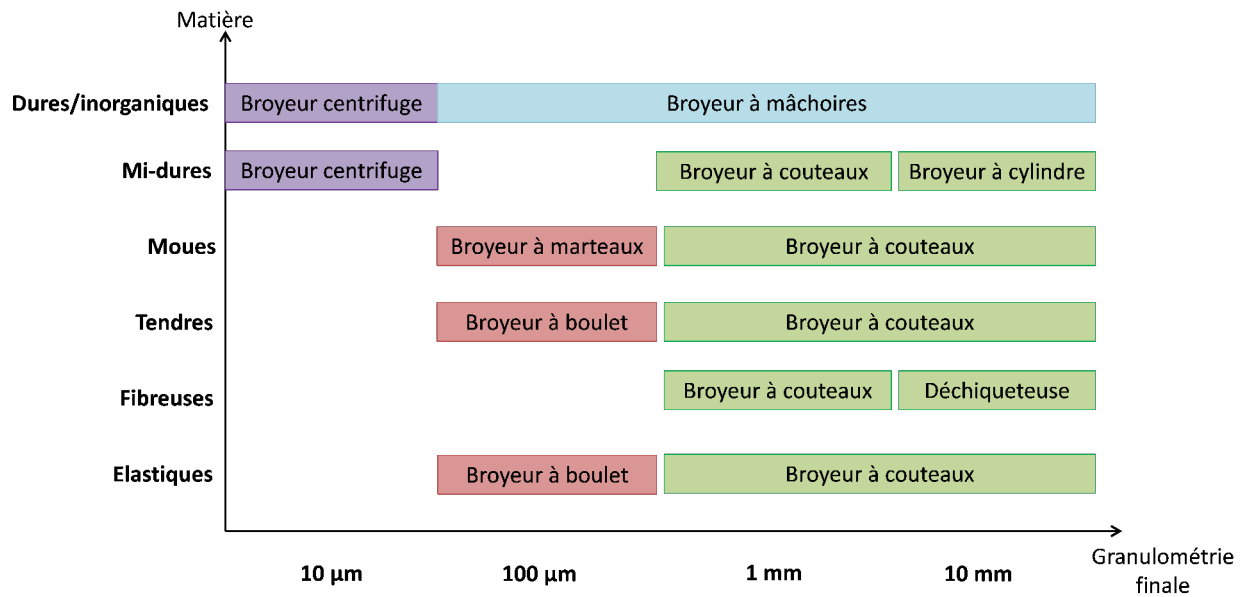 Matière
Dures/inorganiques
Broyeur centrifuge
Broyeur à mâchoires
Mi-dures
Broyeur centrifuge
Broyeur à couteaux
Broyeur à cylindre
Moues
Broyeur à marteaux
Broyeur à couteaux
Tendres
Broyeur à boulet
Broyeur à couteaux
Fibreuses
Broyeur à couteaux
Déchiqueteuse
Elastiques
Broyeur à boulet
Broyeur à couteaux
10 µm
100 µm
1 mm
10 mm
Granulométrie
finale